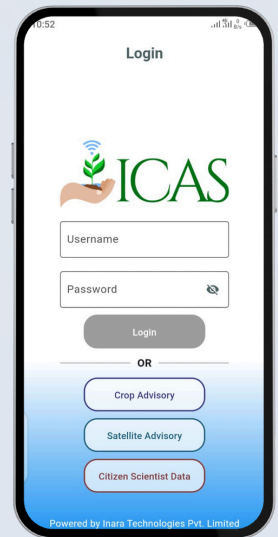 10:52
Login
ICAS
Username
Password
Login
OR
Crop Advisory
Satellite Advisory
Citizen Scientist Data
Powered by Inara Technologies Pvt. Limited